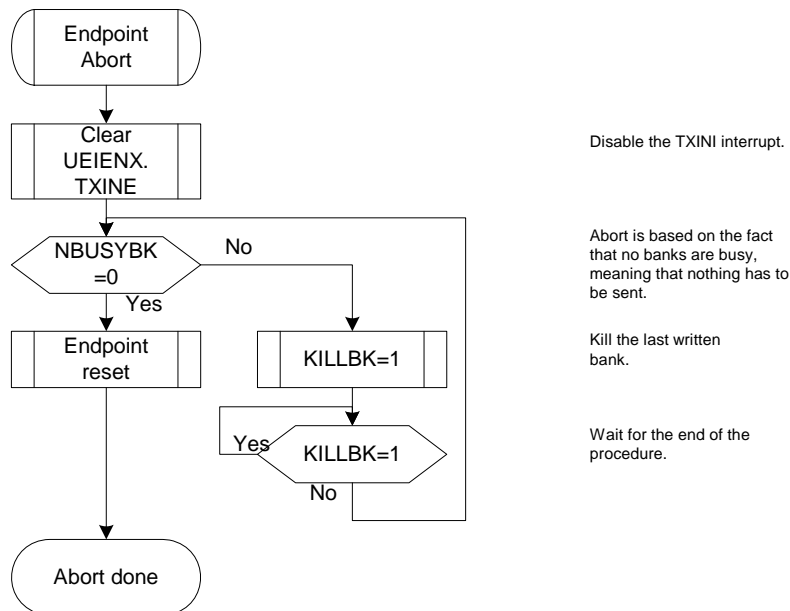 Endpoint
Abort
Clear
UEIENX.
TXINE
Disable the TXINI interrupt.
NBUSYBK
=0
No
Yes
Abort is based on the fact
that no banks are busy,
meaning that nothing has to
be sent.
Endpoint
reset
KILLBK=1
Kill the last written
bank.
Yes
KILLBK=1
No
Wait for the end of the
procedure.
Abort done